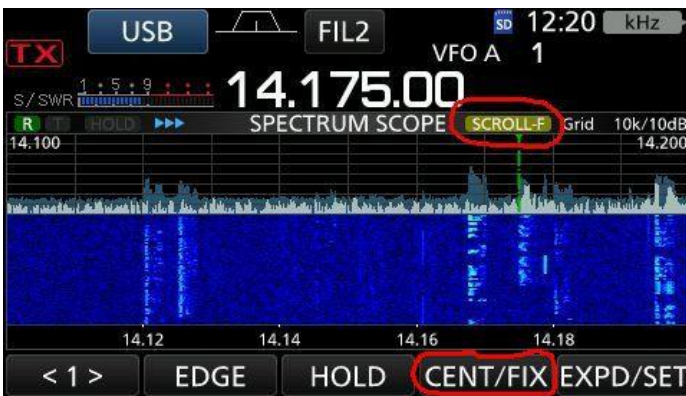 USB FIL2 SD 12:20 kHz
TX VFO A 1
S/SWR 1 : 5 : 9 : : : 14.175.00
R T HOLD SPECTRUM SCOPE SCROLL-F Grid 10k/10dB
14.100 14.200
14.12 14.14 14.16 14.18
< 1 > EDGE HOLD CENT/FIX EXPD/SET